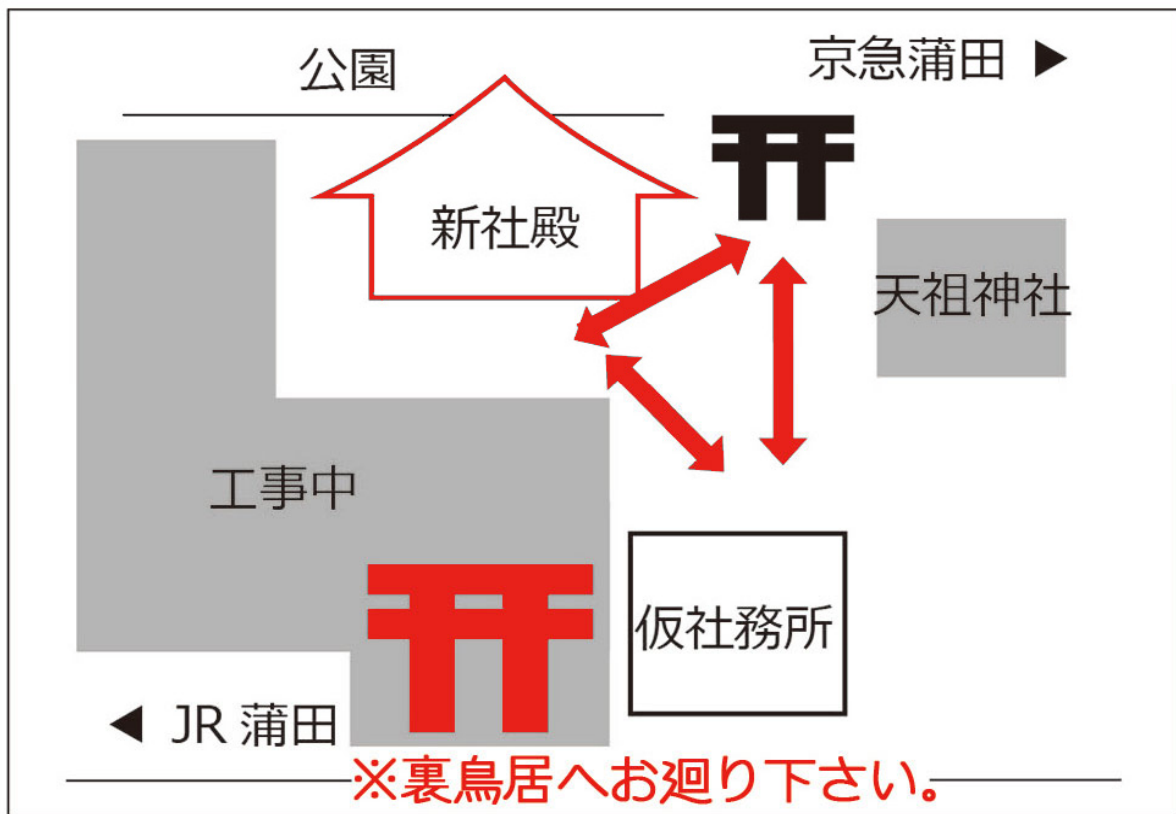 公園
京急蒲田 ▶
新社殿
天祖神社
工事中
仮社務所
◀ JR 蒲田
※裏鳥居へお廻り下さい。